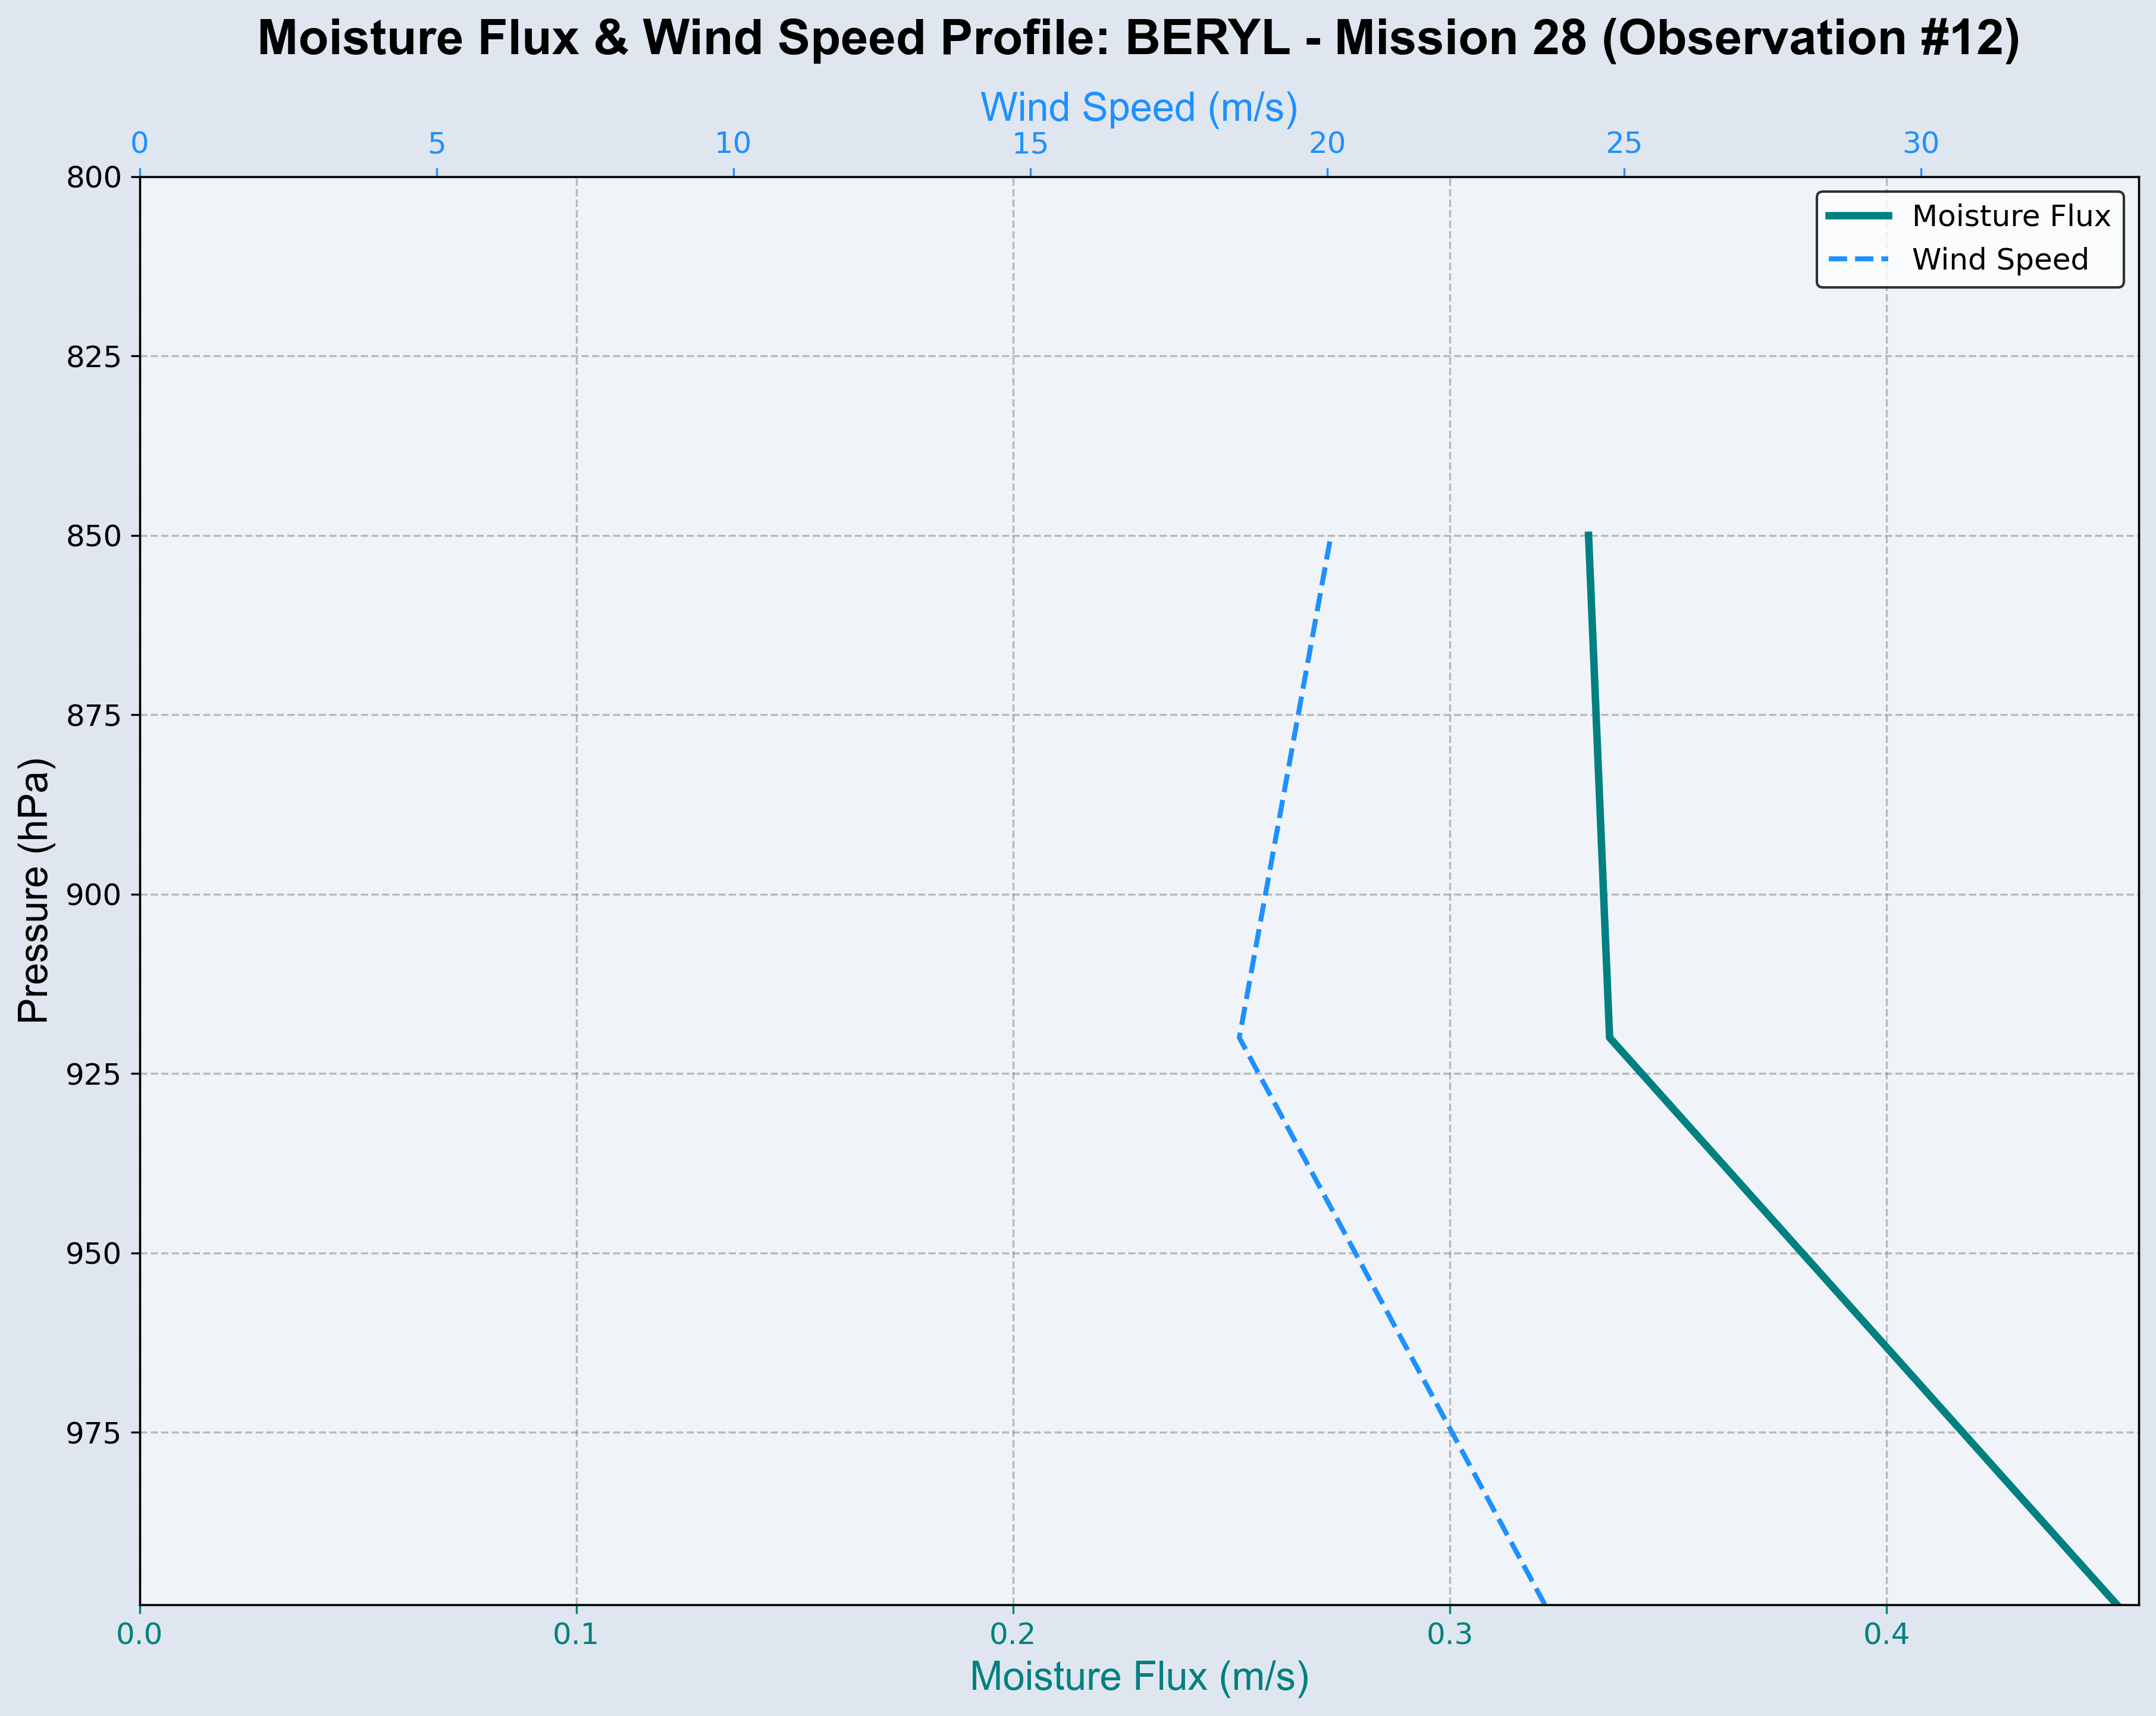 Moisture Flux & Wind Speed Profile: BERYL - Mission 28 (Observation #12)
Wind Speed (m/s)
0 5 10 15 20 25 30
Moisture Flux
Wind Speed
800
825
850
875
900
925
950
975
Pressure (hPa)
0.0 0.1 0.2 0.3 0.4
Moisture Flux (m/s)